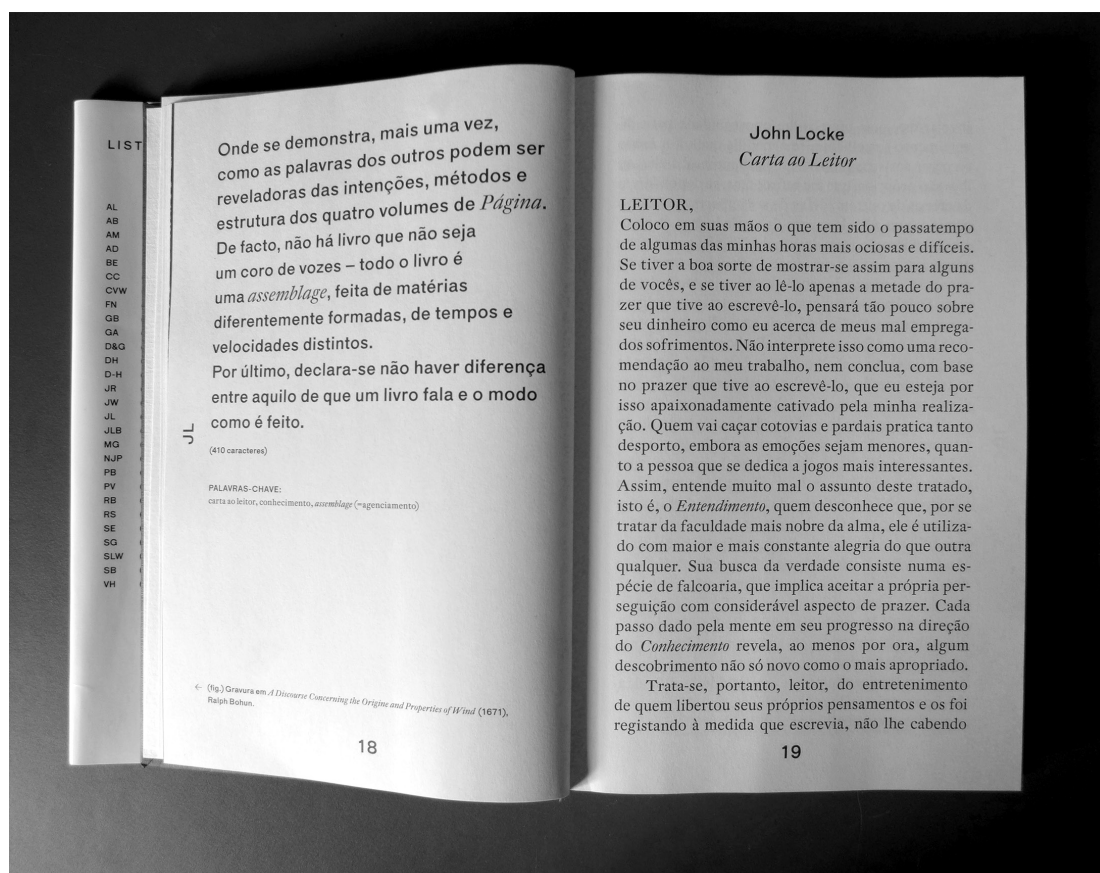 LIST
AL
AB
AM
AD
BE
CC
CVW
FN
GB
GA
D&G
DH
D-H
JR
JW
JL
JLB
MG
NJP
PB
PV
RB
RS
SE
SG
SLW
SB
VH
Onde se demonstra, mais uma vez,
como as palavras dos outros podem ser
reveladoras das intenções, métodos e
estrutura dos quatro volumes de Página.
De facto, não há livro que não seja
um coro de vozes – todo o livro é
uma assemblage, feita de matérias
diferentemente formadas, de tempos e
velocidades distintos.
Por último, declara-se não haver diferença
entre aquilo de que um livro fala e o modo
como é feito.
JL
(410 caracteres)
PALAVRAS-CHAVE:
carta ao leitor, conhecimento, assemblage (=agenciamento)
← (fig.) Gravura em A Discourse Concerning the Origine and Properties of Wind (1671),
Ralph Bohun.
18
John Locke
Carta ao Leitor
LEITOR,
Coloco em suas mãos o que tem sido o passatempo
de algumas das minhas horas mais ociosas e difíceis.
Se tiver a boa sorte de mostrar-se assim para alguns
de vocês, e se tiver ao lê-lo apenas a metade do pra-
zer que tive ao escrevê-lo, pensará tão pouco sobre
seu dinheiro como eu acerca de meus mal emprega-
dos sofrimentos. Não interprete isso como uma reco-
mendação ao meu trabalho, nem conclua, com base
no prazer que tive ao escrevê-lo, que eu esteja por
isso apaixonadamente cativado pela minha realiza-
ção. Quem vai caçar cotovias e pardais pratica tanto
desporto, embora as emoções sejam menores, quan-
to a pessoa que se dedica a jogos mais interessantes.
Assim, entende muito mal o assunto deste tratado,
isto é, o Entendimento, quem desconhece que, por se
tratar da faculdade mais nobre da alma, ele é utiliza-
do com maior e mais constante alegria do que outra
qualquer. Sua busca da verdade consiste numa es-
pécie de falcoaria, que implica aceitar a própria per-
seguição com considerável aspecto de prazer. Cada
passo dado pela mente em seu progresso na direção
do Conhecimento revela, ao menos por ora, algum
descobrimento não só novo como o mais apropriado.
Trata-se, portanto, leitor, do entretenimento
de quem libertou seus próprios pensamentos e os foi
registando à medida que escrevia, não lhe cabendo
19